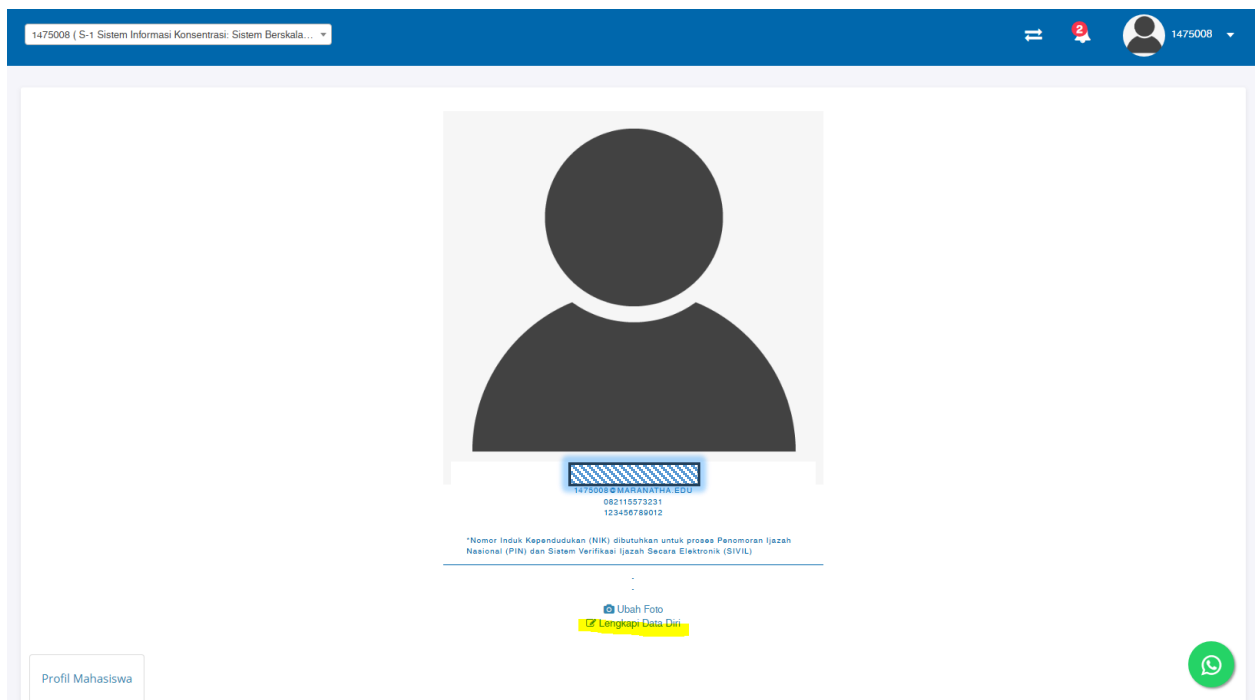 1475008 ( S-1 Sistem Informasi Konsentrasi: Sistem Berskala...
2
1475008
1475008@MARANATHA.EDU
082115573231
123456789012
*Nomor Induk Kependudukan (NIK) dibutuhkan untuk proses Penomoran Ijazah
Nasional (PIN) dan Sistem Verifikasi Ijazah Secara Elektronik (SIVIL)
.
.
Ubah Foto
Lengkapi Data Diri
Profil Mahasiswa